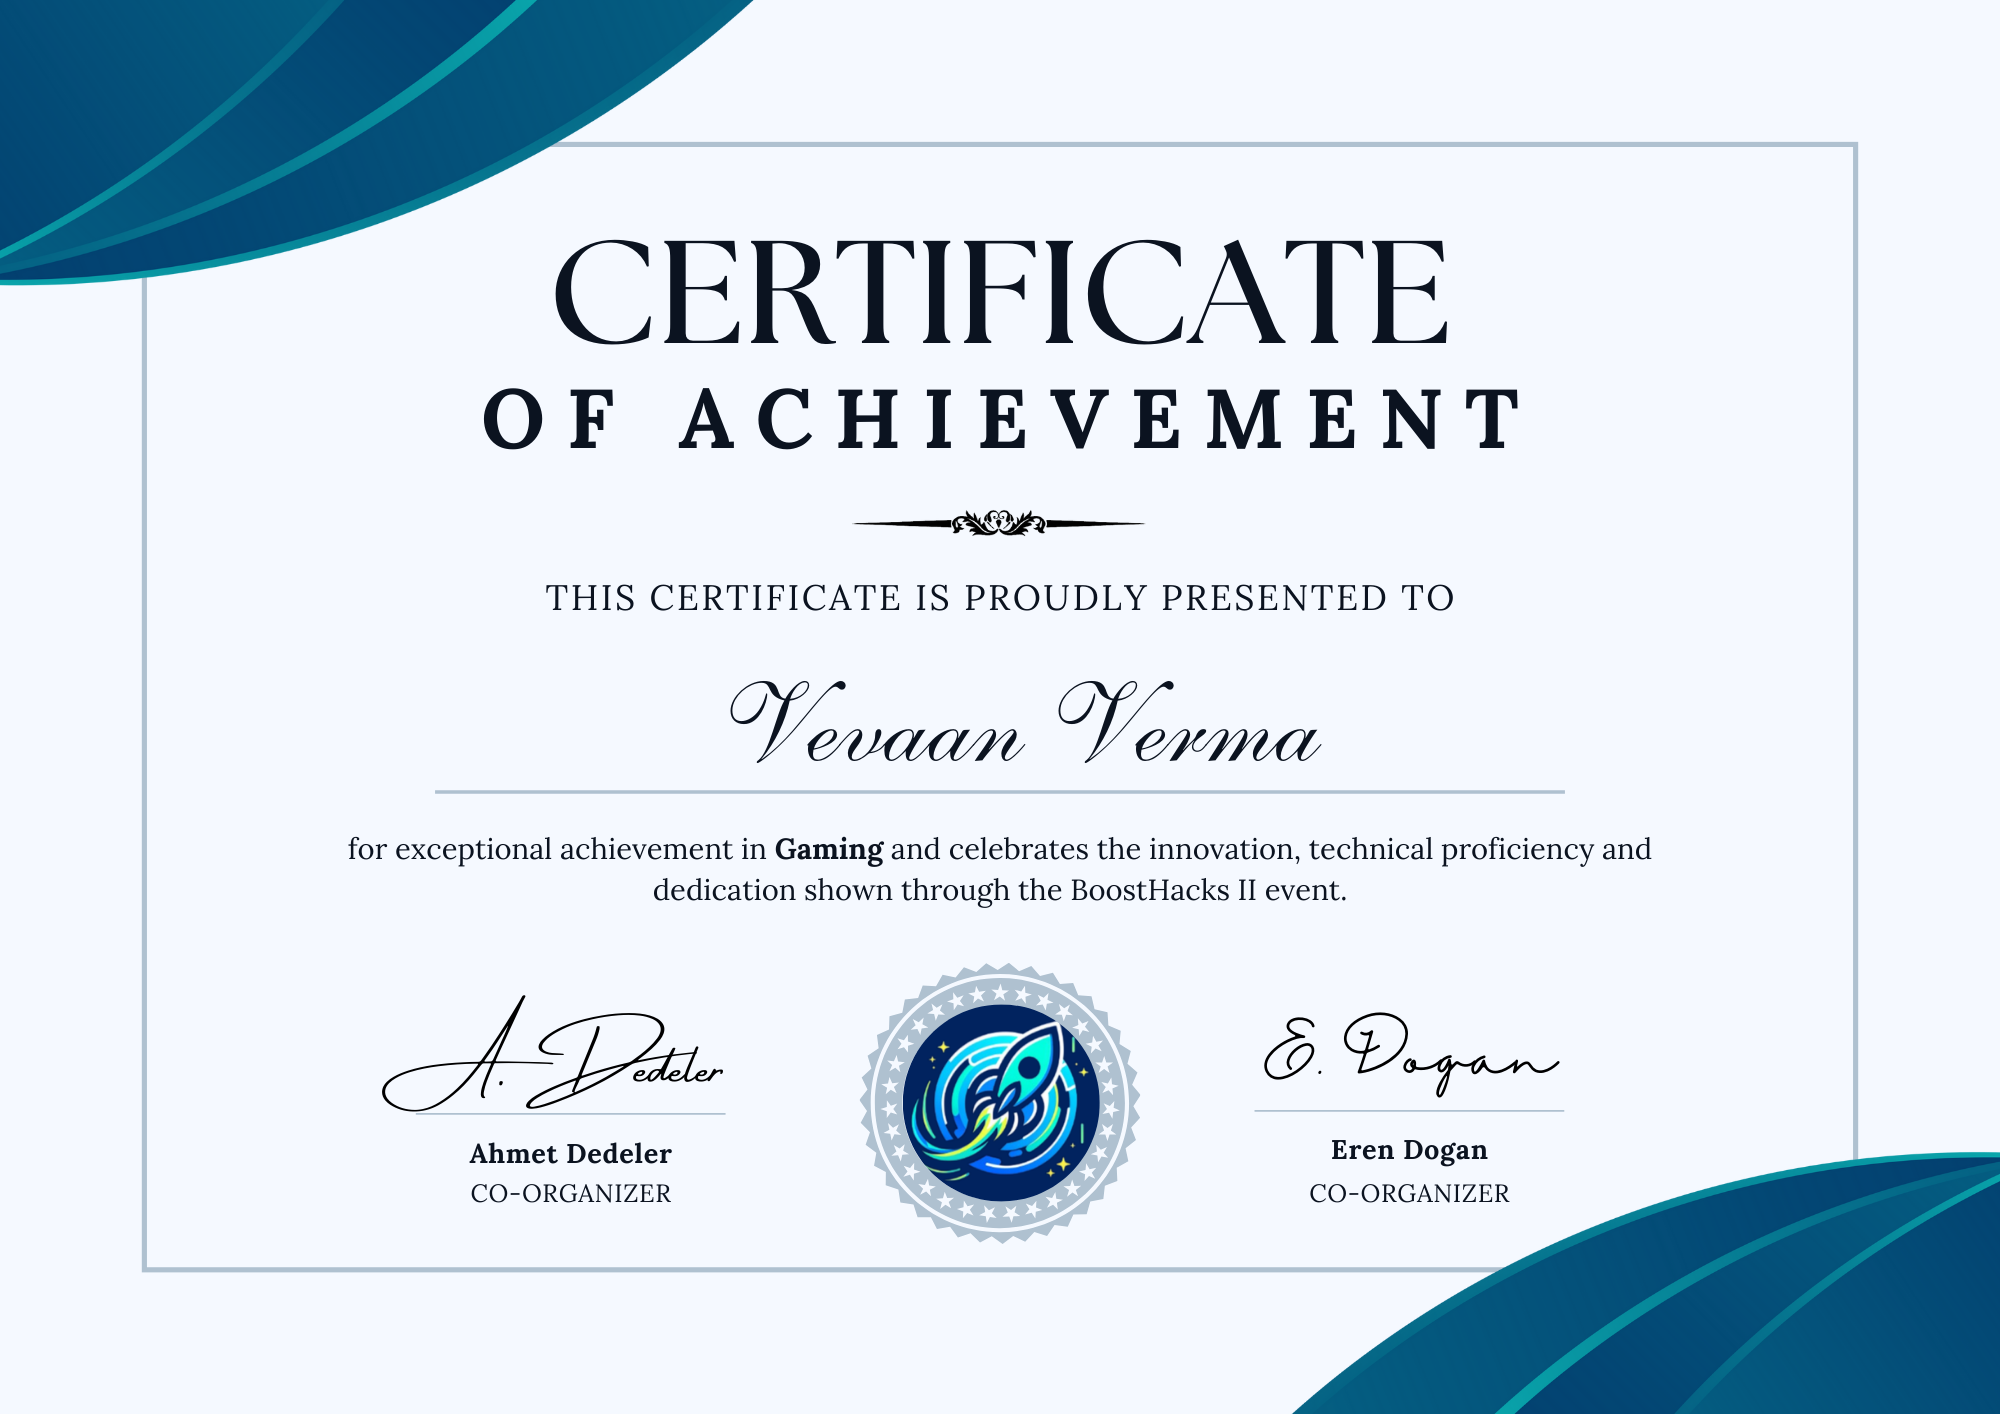 CERTIFICATE
OF ACHIEVEMENT
THIS CERTIFICATE IS PROUDLY PRESENTED TO
Vevaan Verma
for exceptional achievement in Gaming and celebrates the innovation, technical proficiency and
dedication shown through the BoostHacks II event.
A. Dedeler
Ahmet Dedeler
CO-ORGANIZER
E. Dogan
Eren Dogan
CO-ORGANIZER